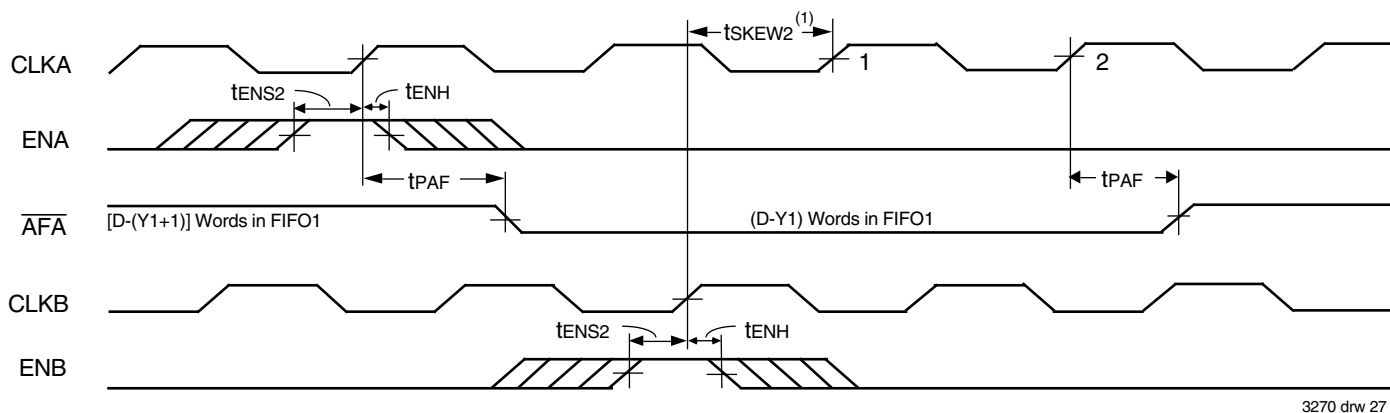 tSKEW2 (1)
CLKA
1
2
tENS2
tENH
ENA
tPAF
tPAF
AFA
[D-(Y1+1)] Words in FIFO1
(D-Y1) Words in FIFO1
CLKB
tENS2
tENH
ENB
3270 drw 27